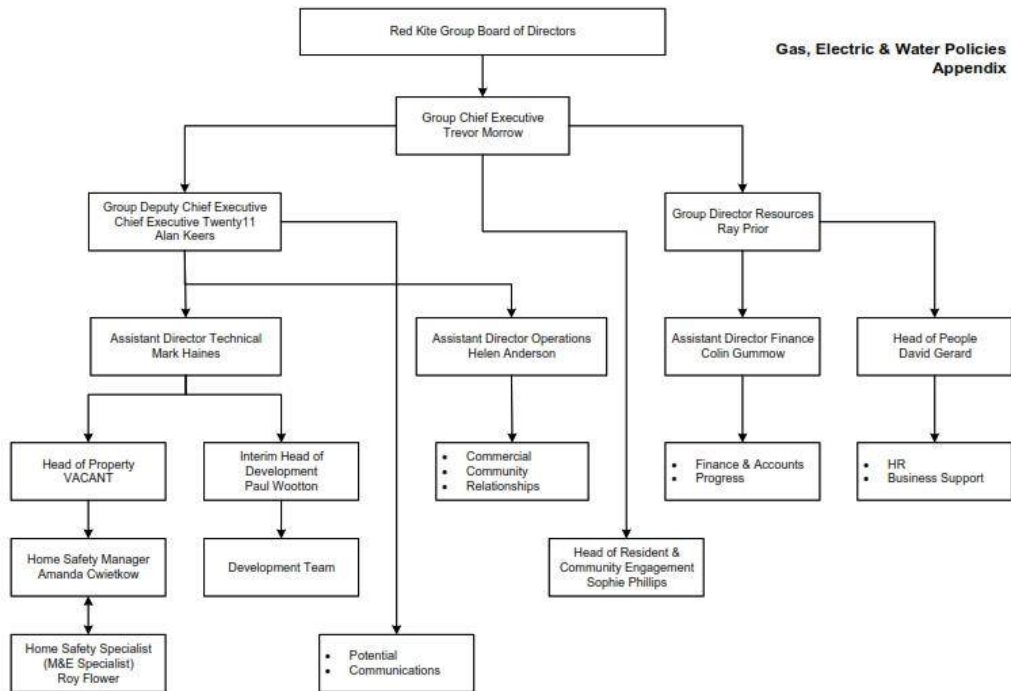 Red Kite Group Board of Directors
Gas, Electric & Water Policies
Appendix
Group Chief Executive
Trevor Morrow
Group Deputy Chief Executive
Chief Executive Twenty11
Alan Keers
Group Director Resources
Ray Prior
Assistant Director Technical
Mark Haines
Assistant Director Operations
Helen Anderson
Assistant Director Finance
Colin Gummow
Head of People
David Gerard
Head of Property
VACANT
Interim Head of
Development
Paul Wootton
• Commercial
• Community
• Relationships
• Finance & Accounts
• Progress
• HR
• Business Support
Home Safety Manager
Amanda Cwietkow
Development Team
Head of Resident &
Community Engagement
Sophie Phillips
Home Safety Specialist
(M&E Specialist)
Roy Flower
• Potential
• Communications